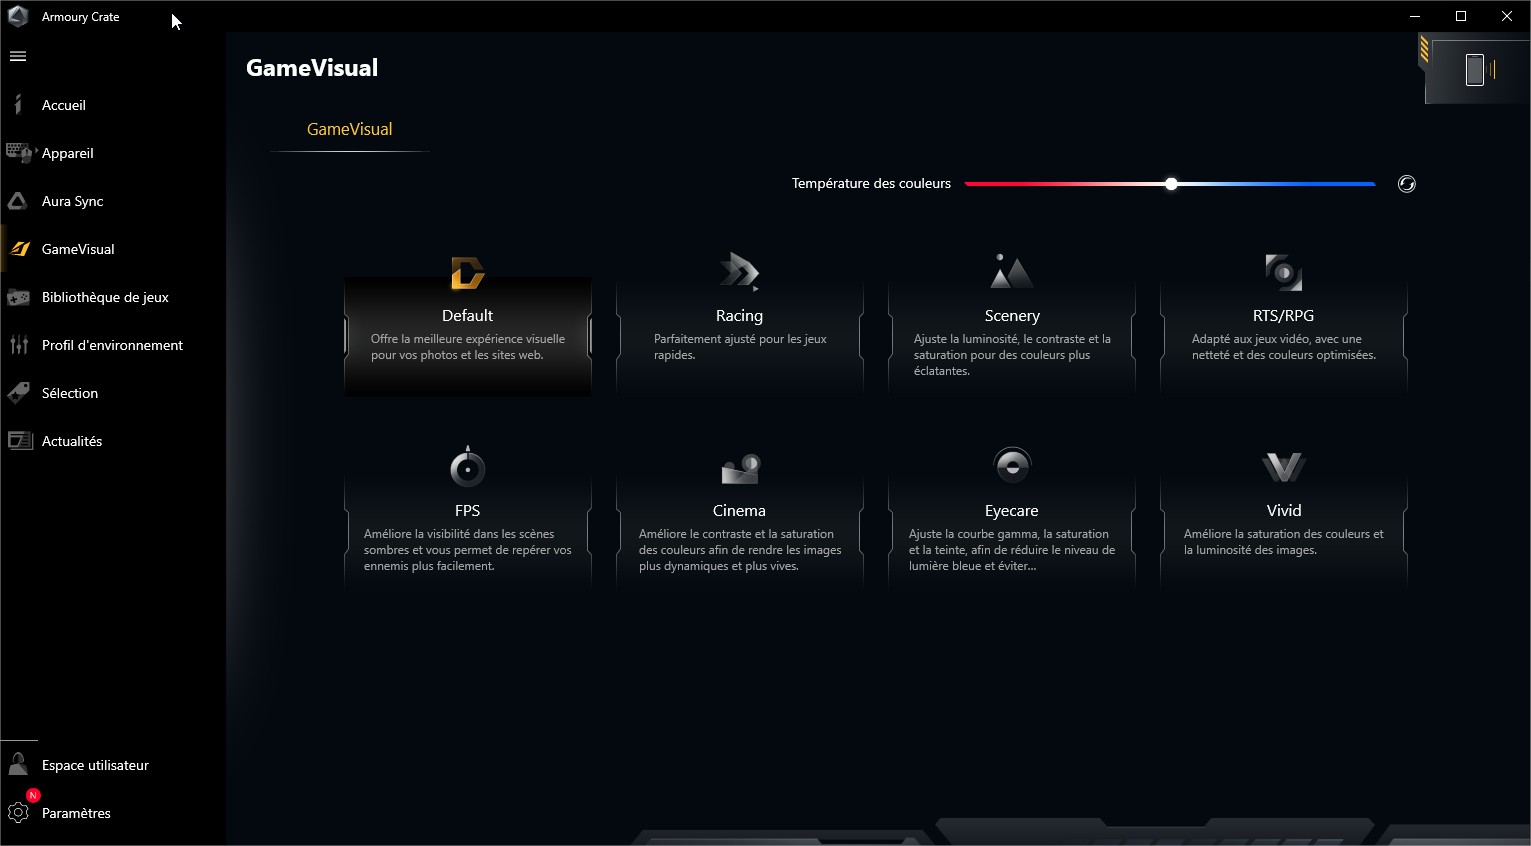 Armoury Crate
GameVisual
Accueil
Appareil
Aura Sync
GameVisual
Bibliothèque de jeux
Profil d'environnement
Sélection
Actualités
Espace utilisateur
N
Paramètres
GameVisual
Température des couleurs
Default
Offre la meilleure expérience visuelle
pour vos photos et les sites web.
Racing
Parfaitement ajusté pour les jeux
rapides.
Scenery
Ajuste la luminosité, le contraste et la
saturation pour des couleurs plus
éclatantes.
RTS/RPG
Adapté aux jeux vidéo, avec une
netteté et des couleurs optimisées.
FPS
Améliore la visibilité dans les scènes
sombres et vous permet de repérer vos
ennemis plus facilement.
Cinema
Améliore le contraste et la saturation
des couleurs afin de rendre les images
plus dynamiques et plus vives.
Eyecare
Ajuste la courbe gamma, la saturation
et la teinte, afin de réduire le niveau de
lumière bleue et éviter...
Vivid
Améliore la saturation des couleurs et
la luminosité des images.